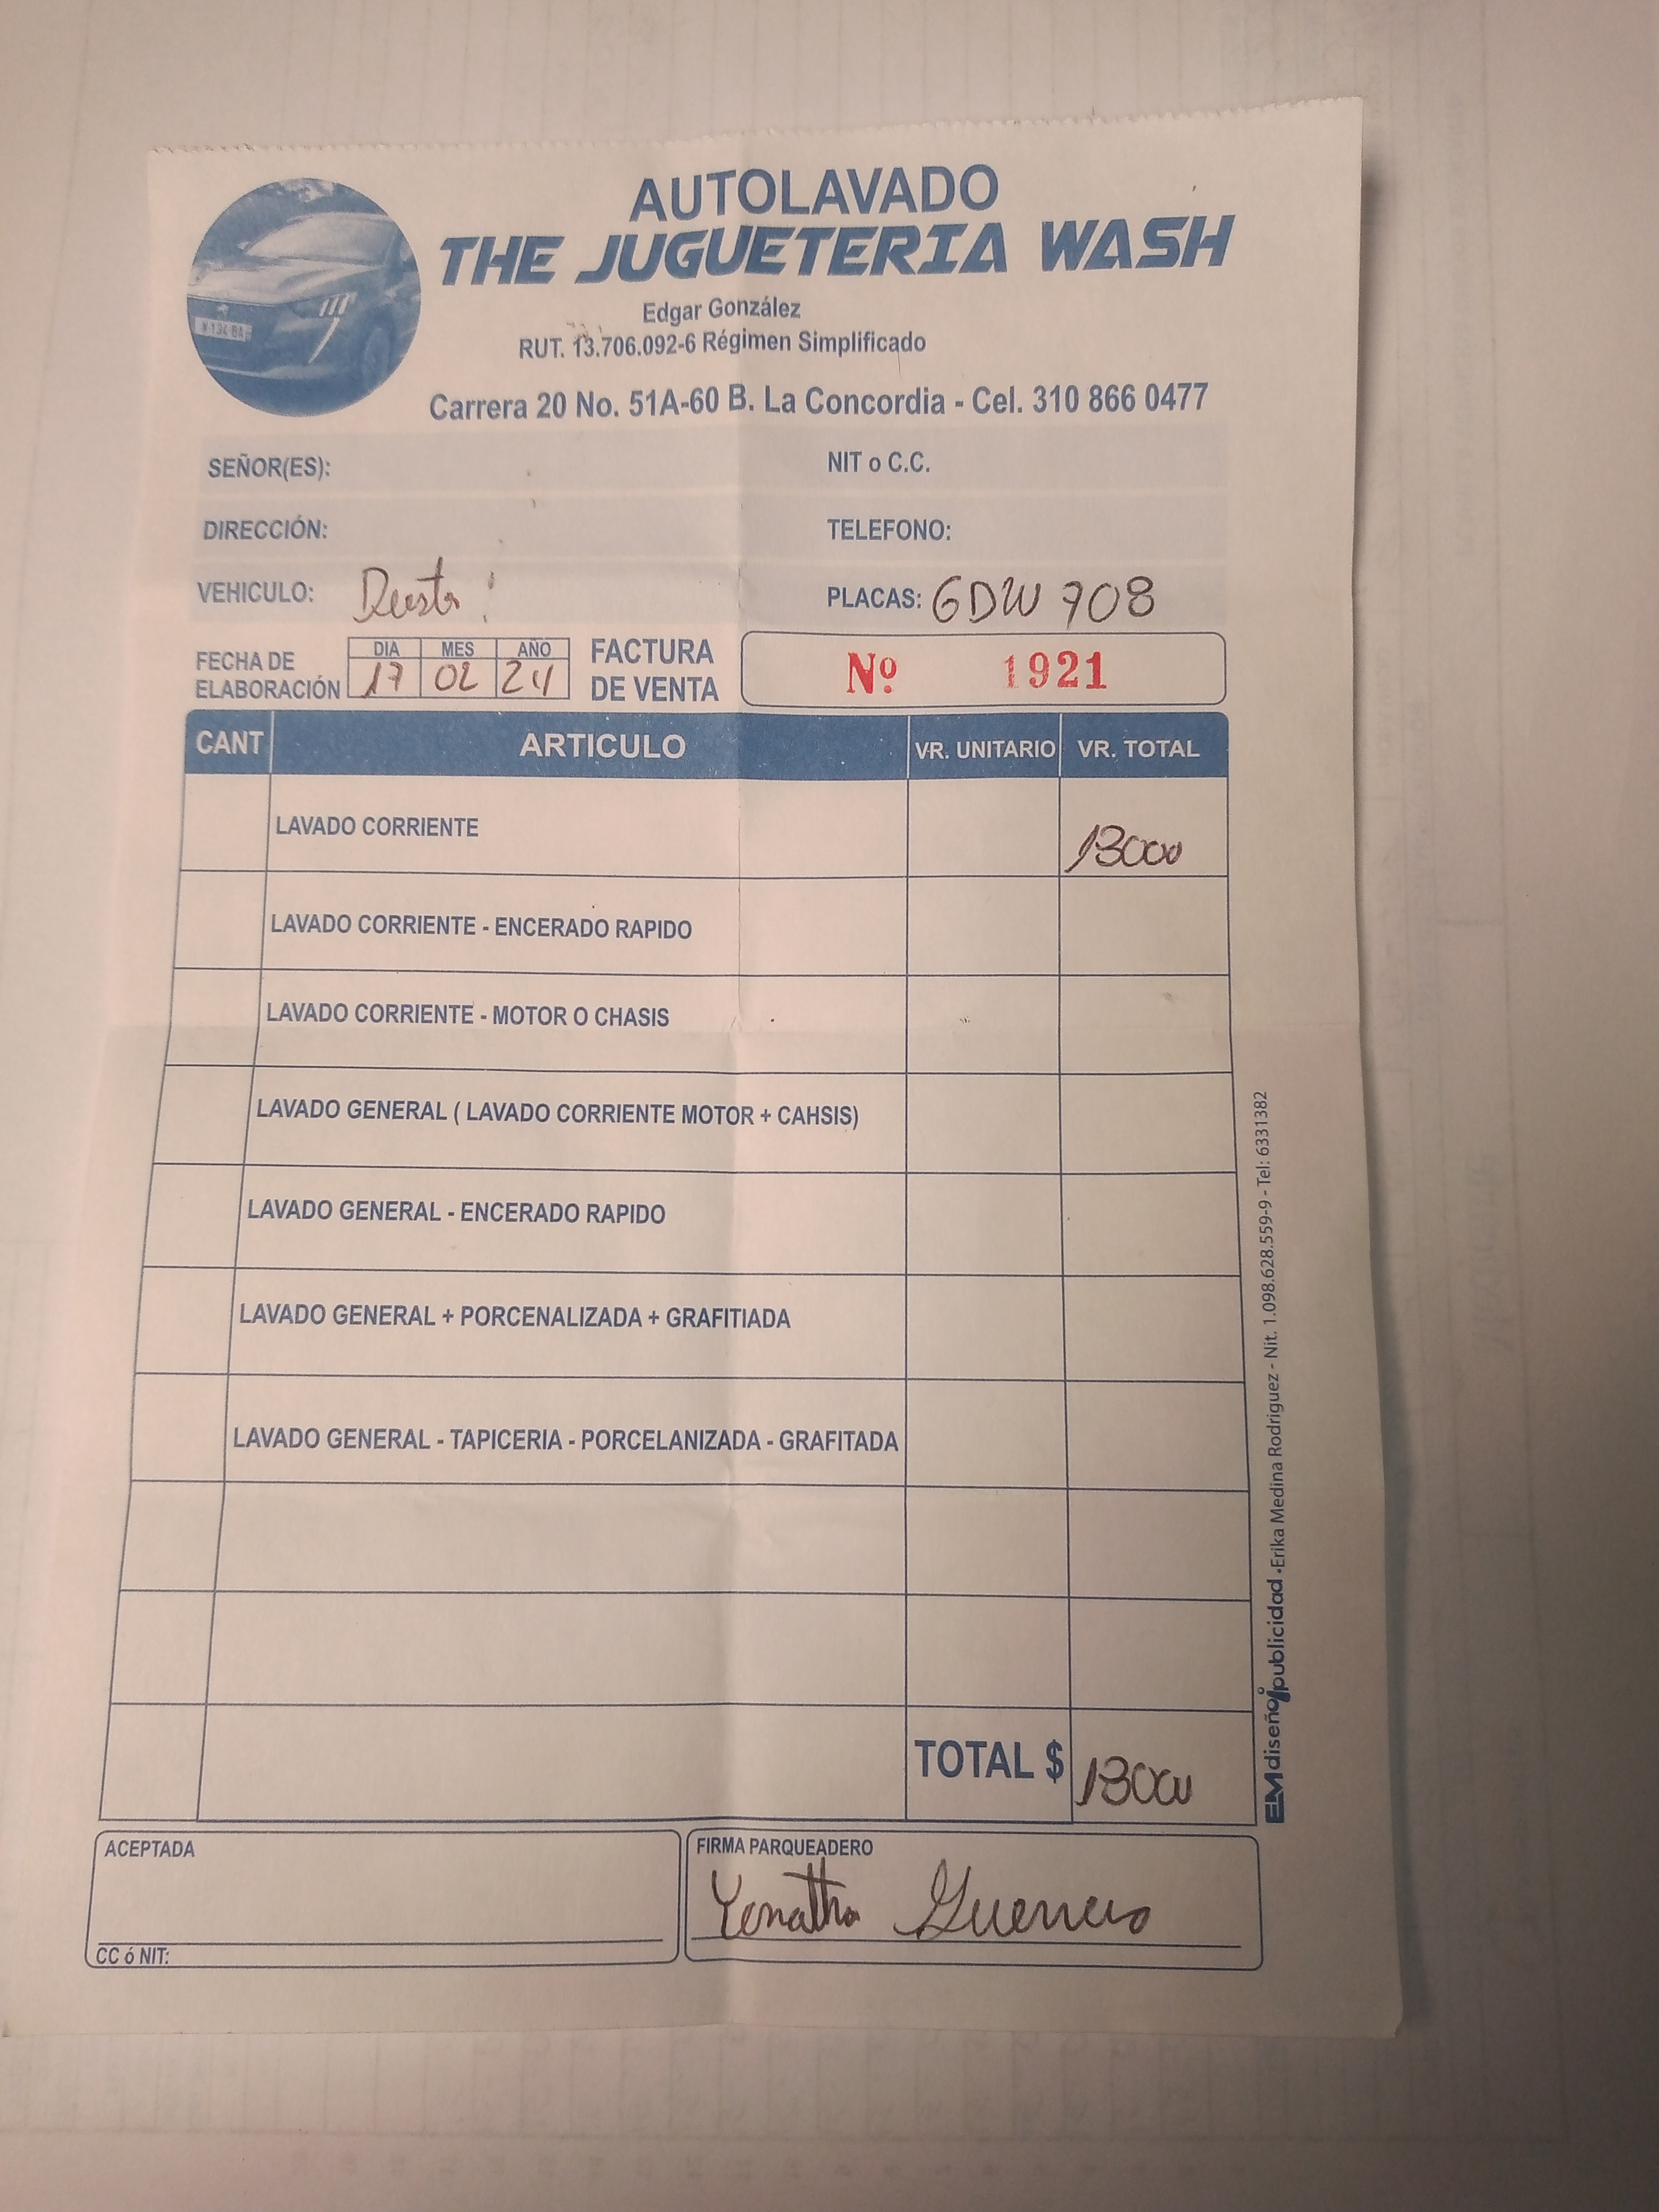 AUTOLAVADO
THE JUGUETERIA WASH
Edgar González
RUT. 13.706.092-6 Régimen Simplificado
Carrera 20 No. 51A-60 B. La Concordia - Cel. 310 866 0477
SEÑOR(ES): NIT o C.C.
DIRECCIÓN: TELEFONO:
VEHICULO: PLACAS: GDW 708
FECHA DE ELABORACIÓN DIA MES AÑO FACTURA DE VENTA Nº 1921
17 02 24
CANT ARTICULO VR. UNITARIO VR. TOTAL
LAVADO CORRIENTE 13000
LAVADO CORRIENTE - ENCERADO RAPIDO
LAVADO CORRIENTE - MOTOR O CHASIS
LAVADO GENERAL ( LAVADO CORRIENTE MOTOR + CAHSIS)
LAVADO GENERAL - ENCERADO RAPIDO
LAVADO GENERAL + PORCENALIZADA + GRAFITIADA
LAVADO GENERAL - TAPICERIA - PORCELANIZADA - GRAFITADA
TOTAL $ 13000
ACEPTADA
CC ó NIT:
FIRMA PARQUEADERO
Yonathan Guerrero
EM diseño publicidad • Erika Medina Rodriguez - Nit. 1.098.628.559-9 - Tel: 6331382